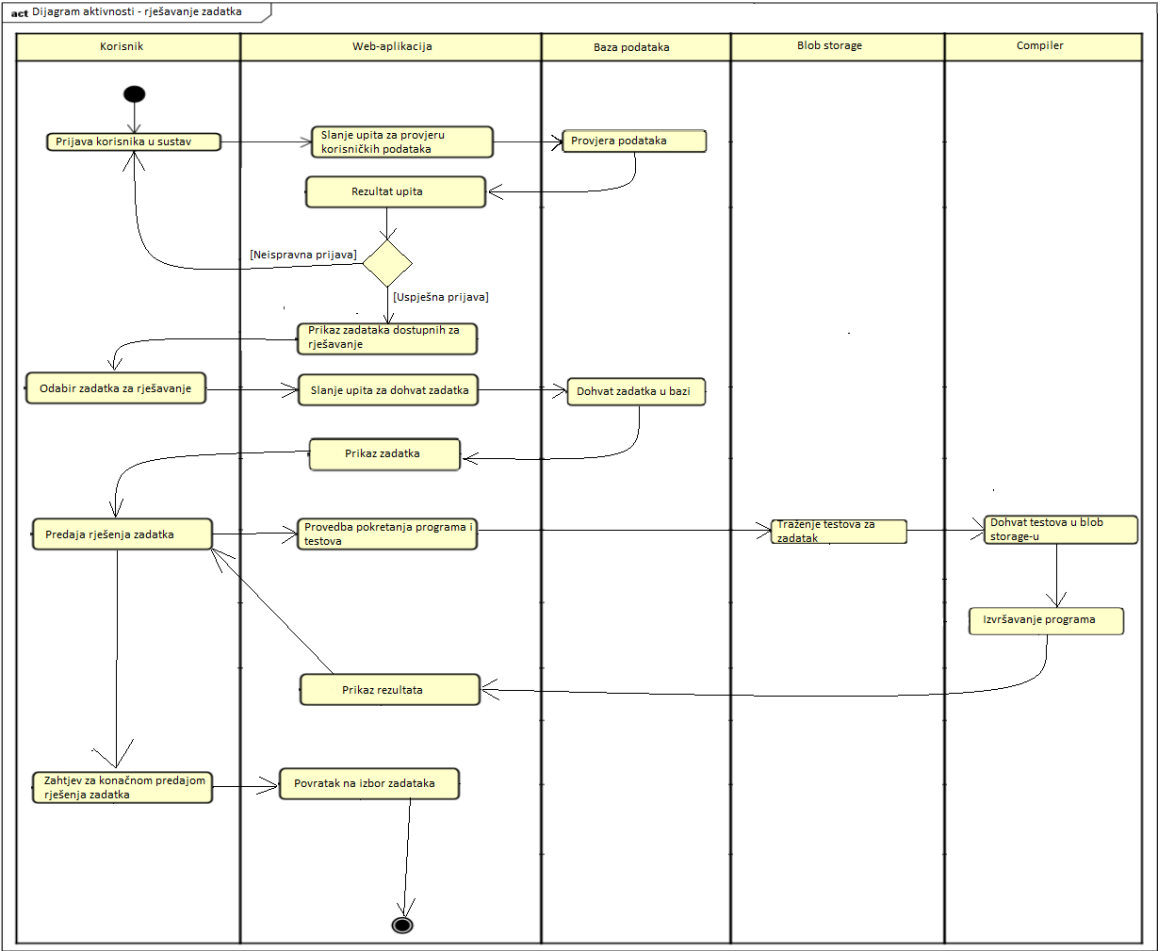 act Dijagram aktivnosti - rješavanje zadatka
Korisnik
Web-aplikacija
Baza podataka
Blob storage
Compiler
Prijava korisnika u sustav
Slanje upita za provjeru
korisničkih podataka
Provjera podataka
Rezultat upita
[Neispravna prijava]
[Uspješna prijava]
Prikaz zadataka dostupnih za
rješavanje
Odabir zadatka za rješavanje
Slanje upita za dohvat zadatka
Dohvat zadatka u bazi
Prikaz zadatka
Predaja rješenja zadatka
Provedba pokretanja programa i
testova
Traženje testova za
zadatak
Dohvat testova u blob
storage-u
Izvršavanje programa
Prikaz rezultata
Zahtjev za konačnom predajom
rješenja zadatka
Povratak na izbor zadataka